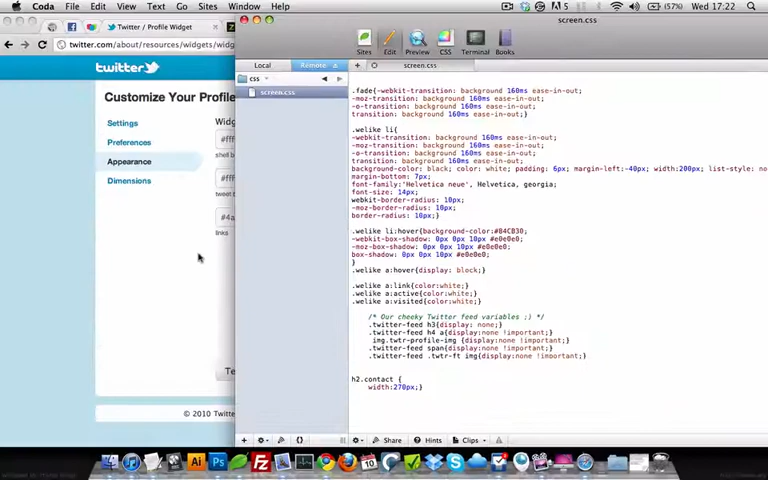 Coda File Edit View Text Go Sites Window Help
(57%) Wed 17:22
Twitter / Profile Widget
screen.css
twitter.com/about/resources/widgets/widg
Sites Edit Preview CSS Terminal Books
Local Remote
screen.css
css
screen.css
twitter
Customize Your Profile
Settings
Preferences
Appearance
Dimensions
Widg
#fff
shell b
#fff
tweet b
#4a
links
Te
© 2010 Twitte
.fade{-webkit-transition: background 160ms ease-in-out;
-moz-transition: background 160ms ease-in-out;
-o-transition: background 160ms ease-in-out;
transition: background 160ms ease-in-out;}
.welike li{
-webkit-transition: background 160ms ease-in-out;
-moz-transition: background 160ms ease-in-out;
-o-transition: background 160ms ease-in-out;
transition: background 160ms ease-in-out;
background-color: black; color: white; padding: 6px; margin-left:-40px; width:200px; list-style: no
margin-bottom: 7px;
font-family:'Helvetica neue', Helvetica, georgia;
font-size: 14px;
webkit-border-radius: 10px;
-moz-border-radius: 10px;
border-radius: 10px;}
.welike li:hover{background-color:#84CB30;
-webkit-box-shadow: 0px 0px 10px #e0e0e0;
-moz-box-shadow: 0px 0px 10px #e0e0e0;
box-shadow: 0px 0px 10px #e0e0e0;
}
.welike a:hover{display: block;}
.welike a:link{color:white;}
.welike a:active{color:white;}
.welike a:visited{color:white;}
/* Our cheeky Twitter feed variables ;) */
.twitter-feed h3{display: none;}
.twitter-feed h4 a{display:none !important;}
img.twtr-profile-img {display:none !important;}
.twitter-feed span{display:none !important;}
.twitter-feed .twtr-ft img{display:none !important;}
h2.contact {
width:270px;}
Share Hints Clips